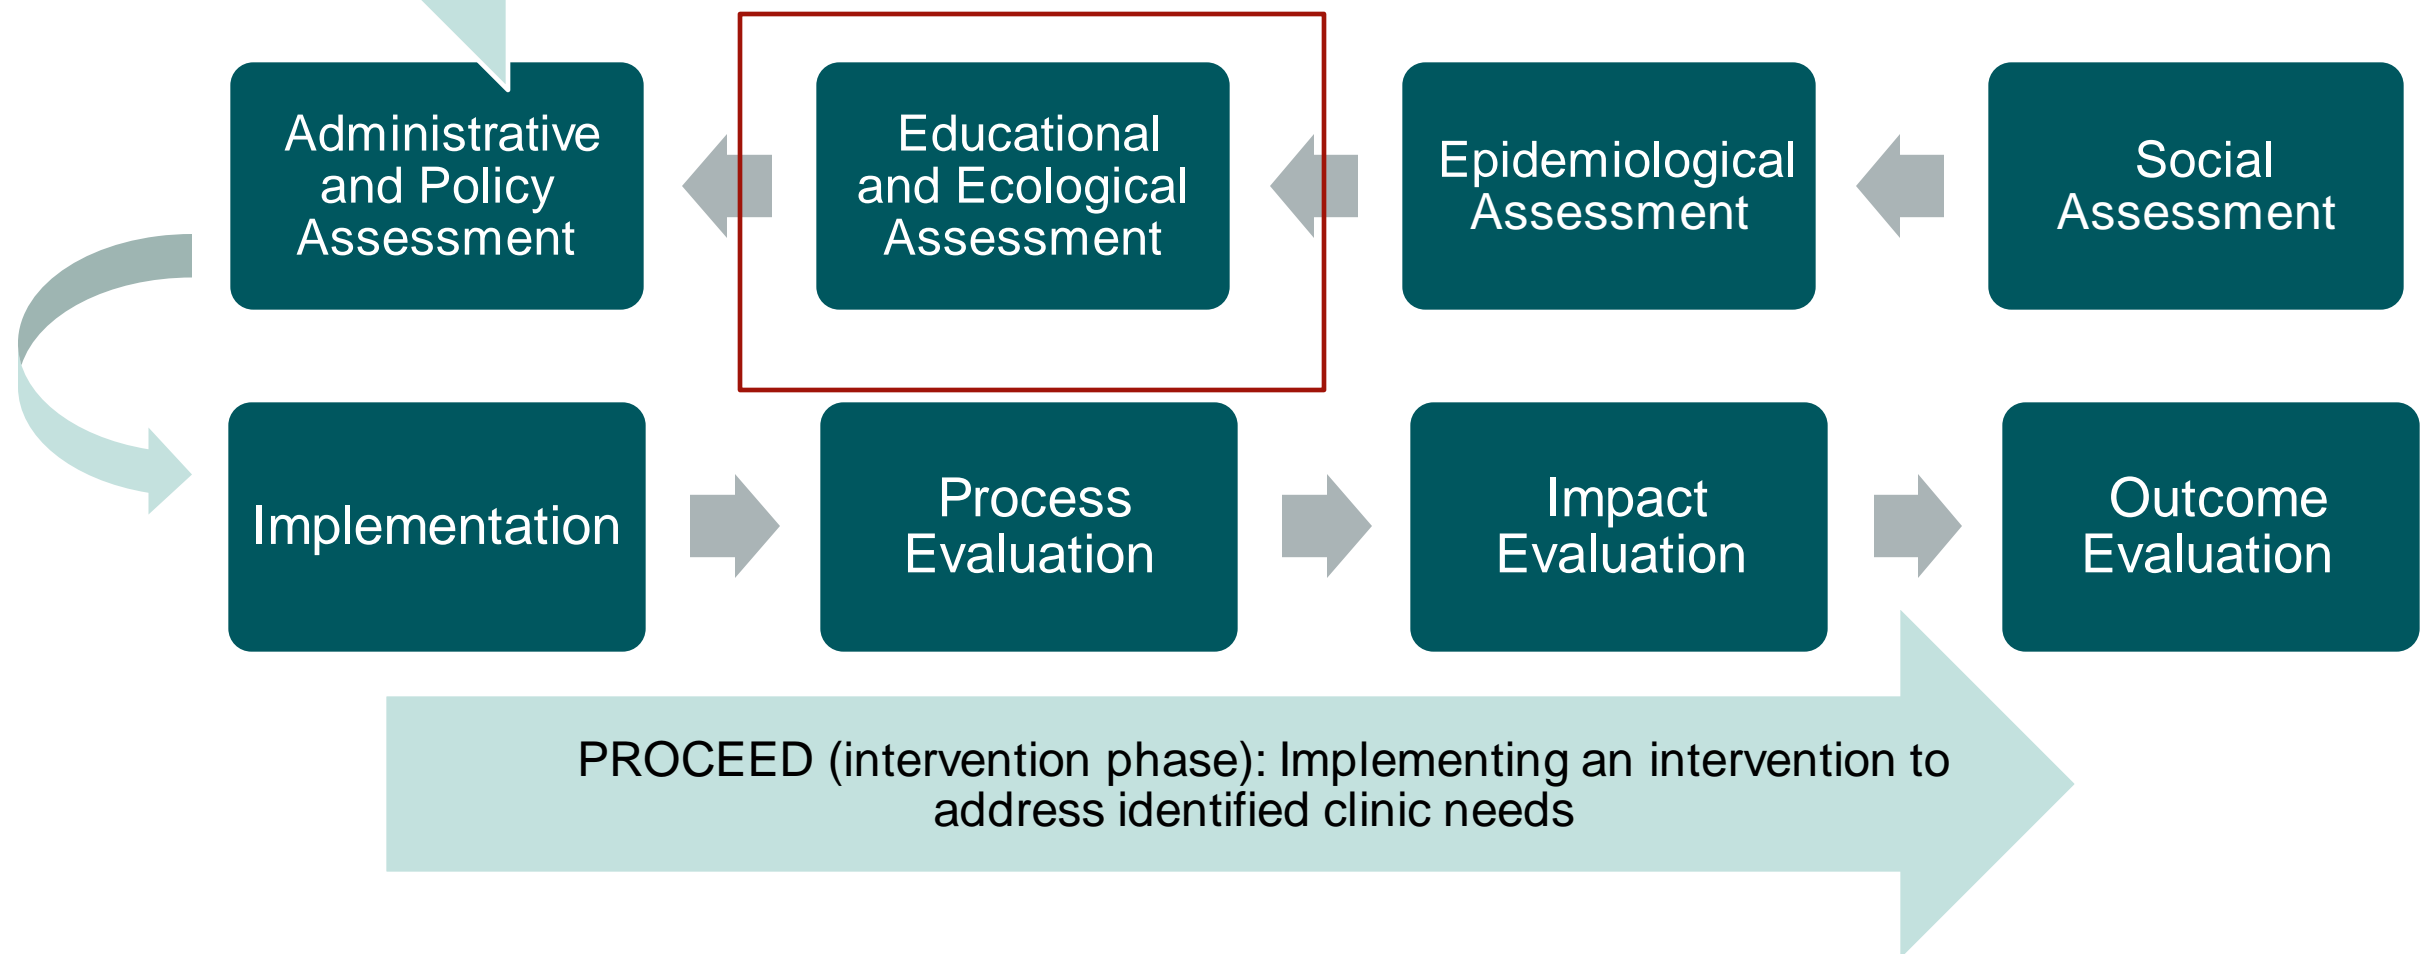 Administrative
and Policy
Assessment
Educational
and Ecological
Assessment
Epidemiological
Assessment
Social
Assessment
Implementation
Process
Evaluation
Impact
Evaluation
Outcome
Evaluation
PROCEED (intervention phase): Implementing an intervention to
address identified clinic needs